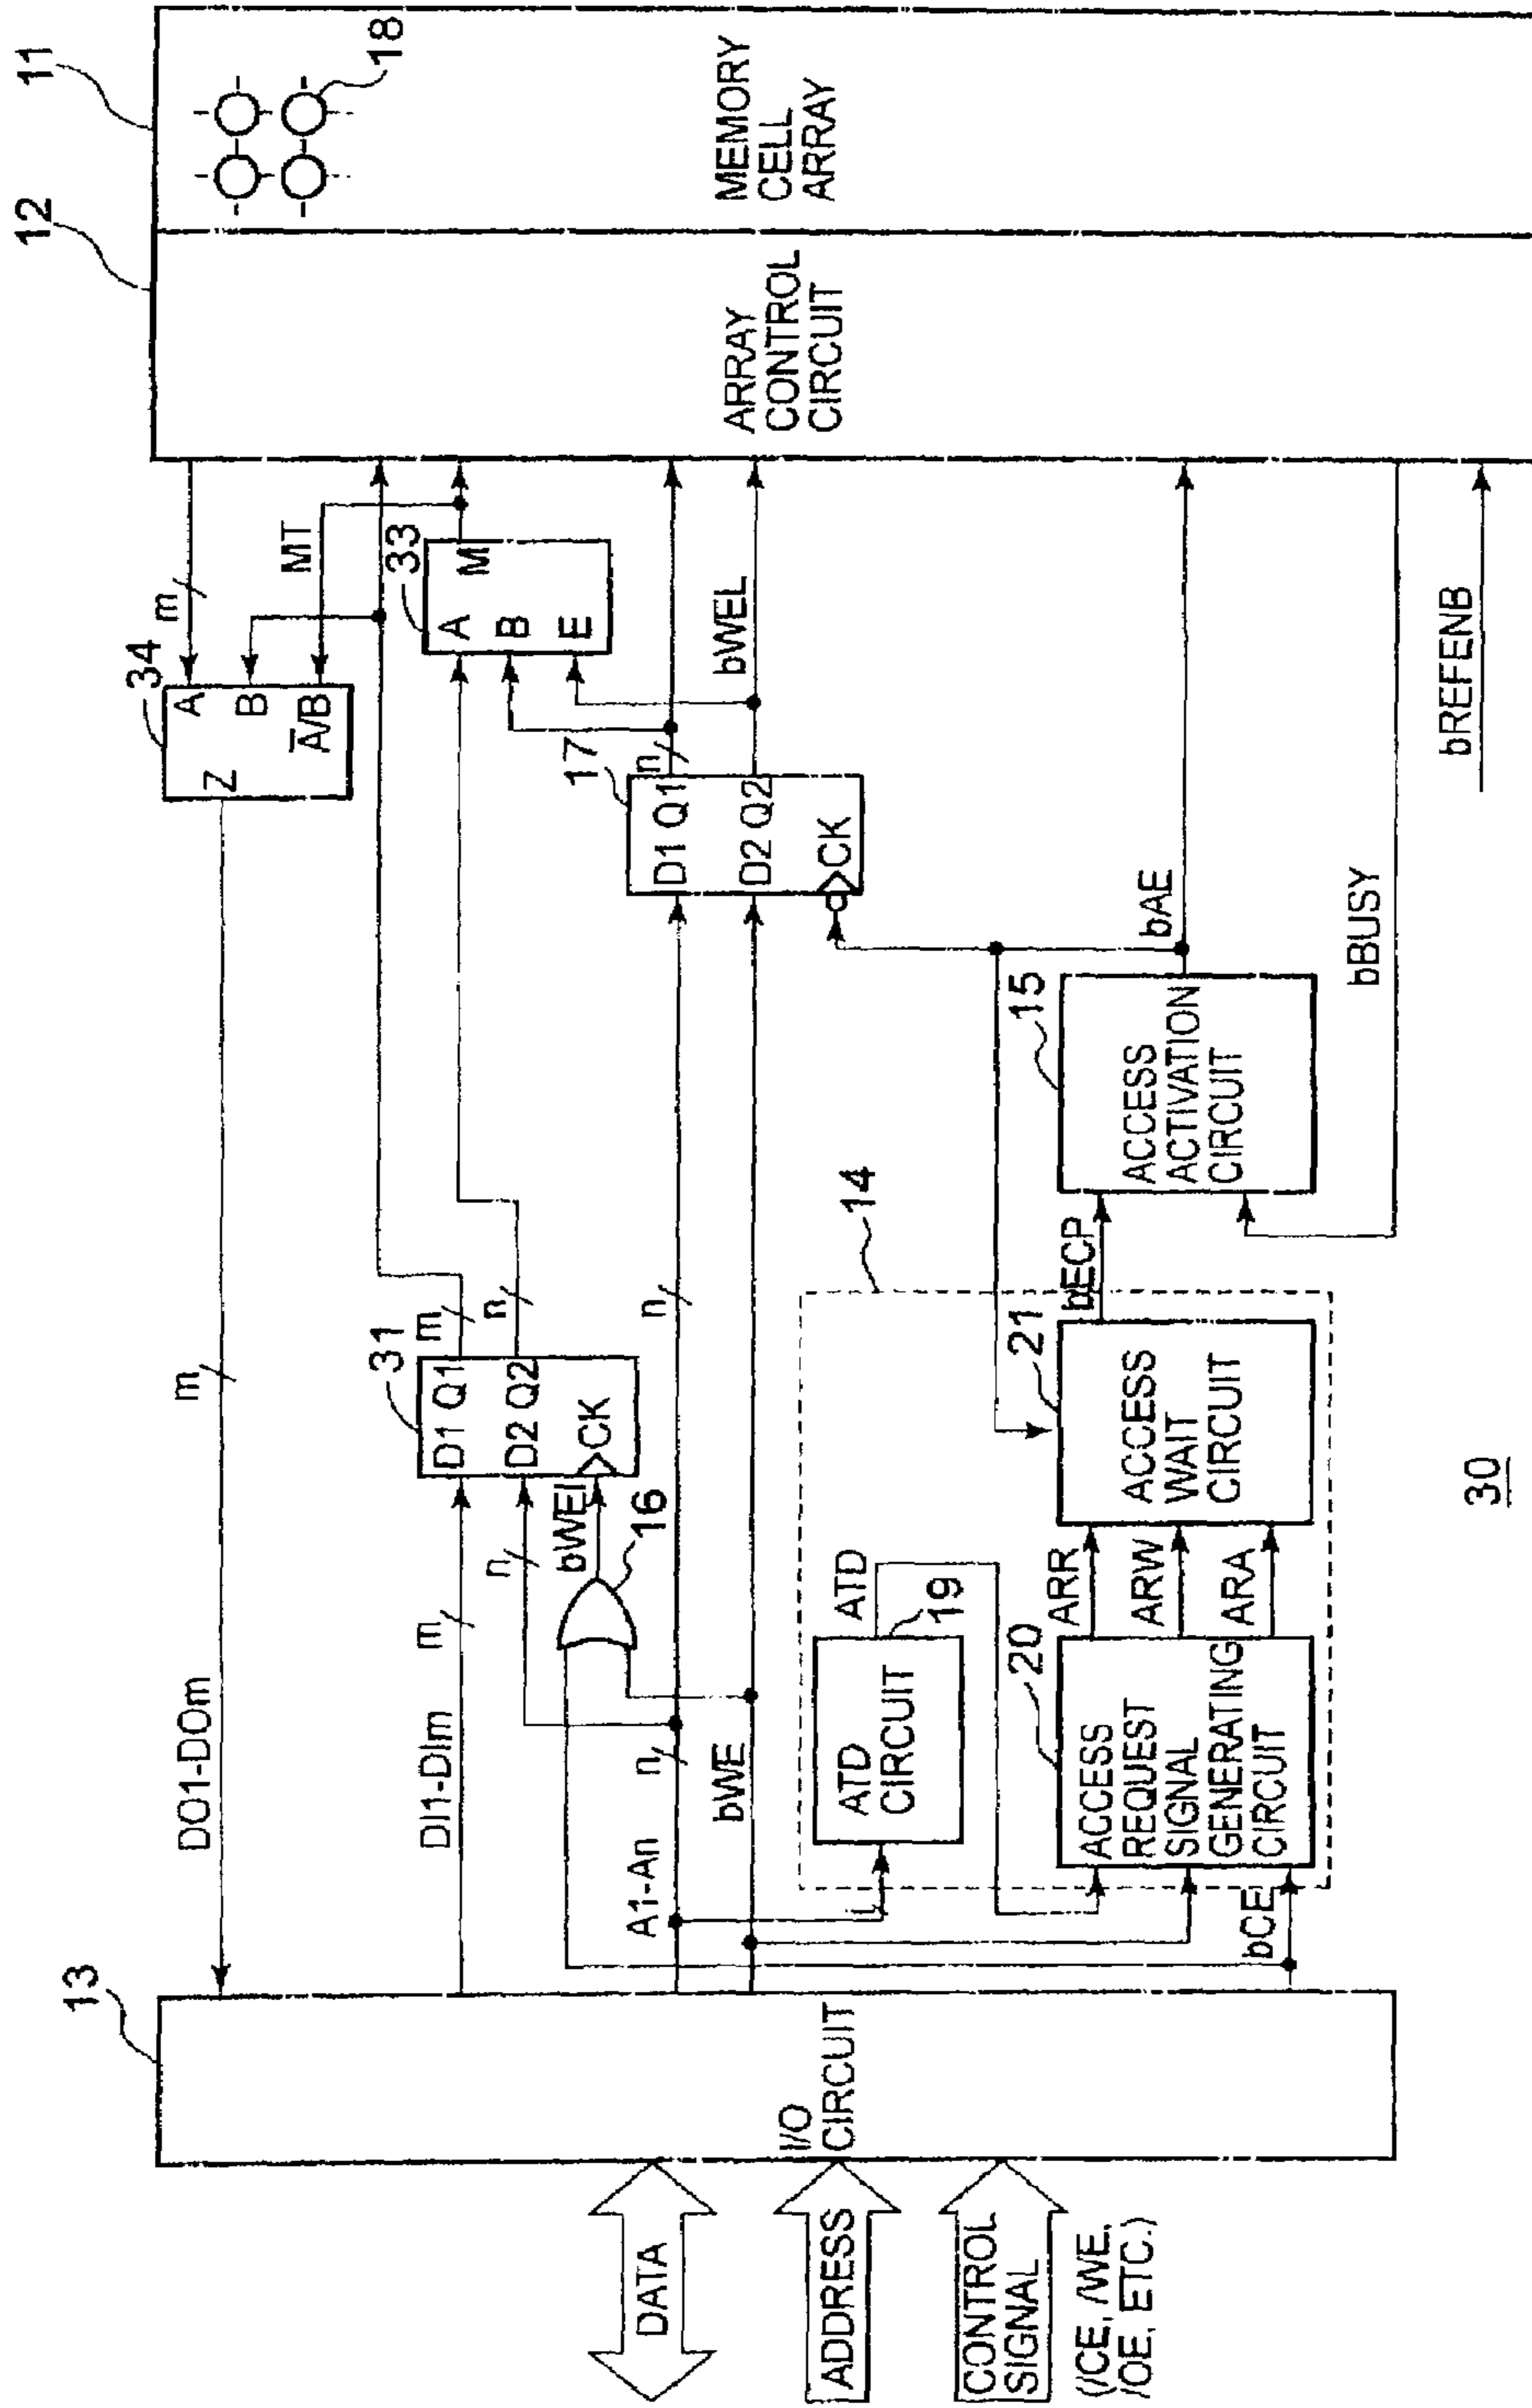 13
DATA
ADDRESS
CONTROL
SIGNAL
(/CE, /WE,
/OE, ETC.)
I/O
CIRCUIT
DO1-DOm
m
DI1-DIm
m
A1-An
n
n
n
bWE
bWEI
16
31
D1 Q1
D2 Q2
CK
m
n
bCE
ATD
CIRCUIT
19
ATD
20
ACCESS
REQUEST
SIGNAL
GENERATING
CIRCUIT
ARR
ARW
ARA
21
ACCESS
WAIT
CIRCUIT
14
bECP
15
ACCESS
ACTIVATION
CIRCUIT
bAE
bBUSY
bREFENB
17
D1 Q1
D2 Q2
CK
n
bWEL
34
Z
A
B
A/B
m
MT
33
A
B
E
M
12
ARRAY
CONTROL
CIRCUIT
11
MEMORY
CELL
ARRAY
18
30